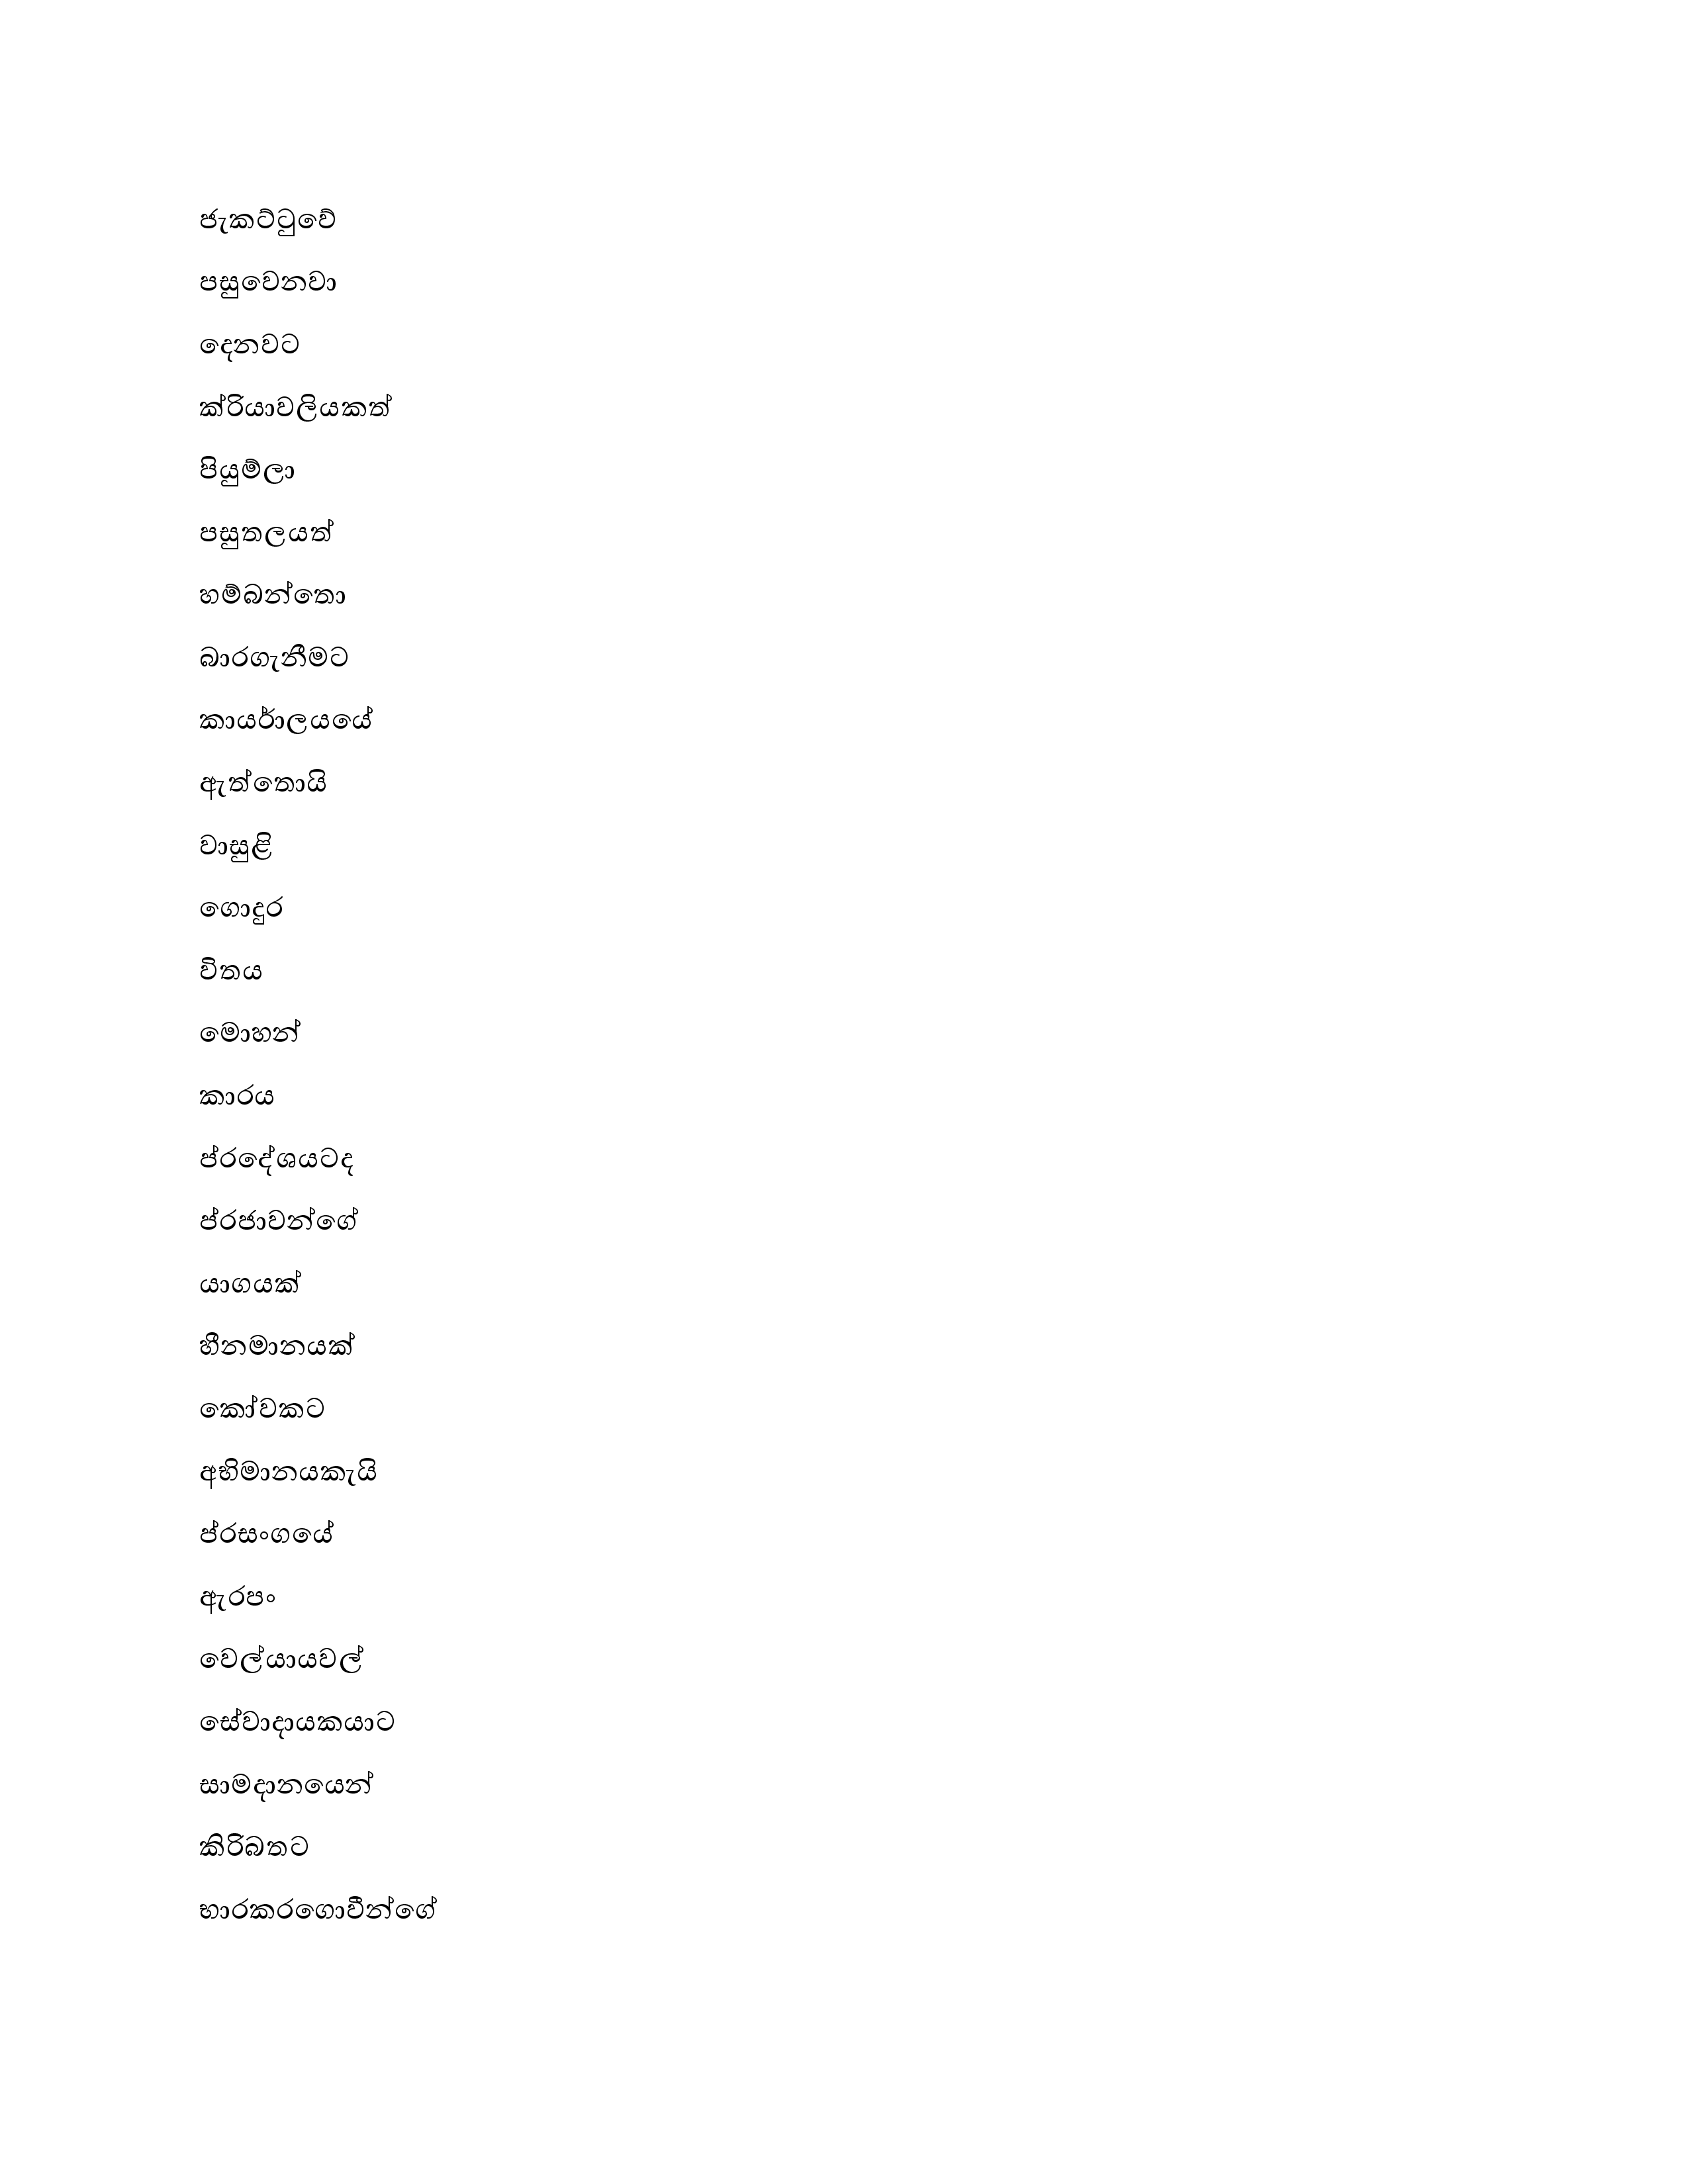 ජැකට්ටුවේ
පසුවෙනවා
දෙනවට
ක්රියාවලියකත්
පියුම්ලා
පසුතලයත්
හම්බන්තො
බාරගැනීමට
කායර්ාලයයේ
ඇත්තොයි
වාසුළි
ගොදුර
විතය
මොහන්
කාරය
ප්රදේශයටද
ප්රජාවන්ගේ
යාගයක්
හීනමානයක්
කෝවකට
අභිමානයකැයි
ප්රසංගයේ
ඇරපං
වෙල්යායවල්
සේවාදායකයාට
සාමදානයෙන්
කිරිබතට
භාරකරගොවීන්ගේ